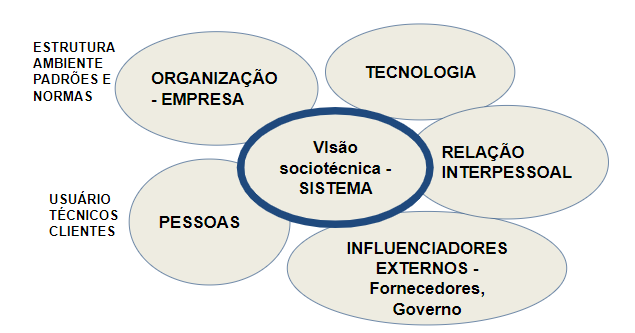 ESTRUTURA
AMBIENTE
PADRÕES E
NORMAS
ORGANIZAÇÃO
- EMPRESA
TECNOLOGIA
VIsão
sociotécnica -
SISTEMA
RELAÇÃO
INTERPESSOAL
USUÁRIO
TÉCNICOS
CLIENTES
PESSOAS
INFLUENCIADORES
EXTERNOS -
Fornecedores,
Governo